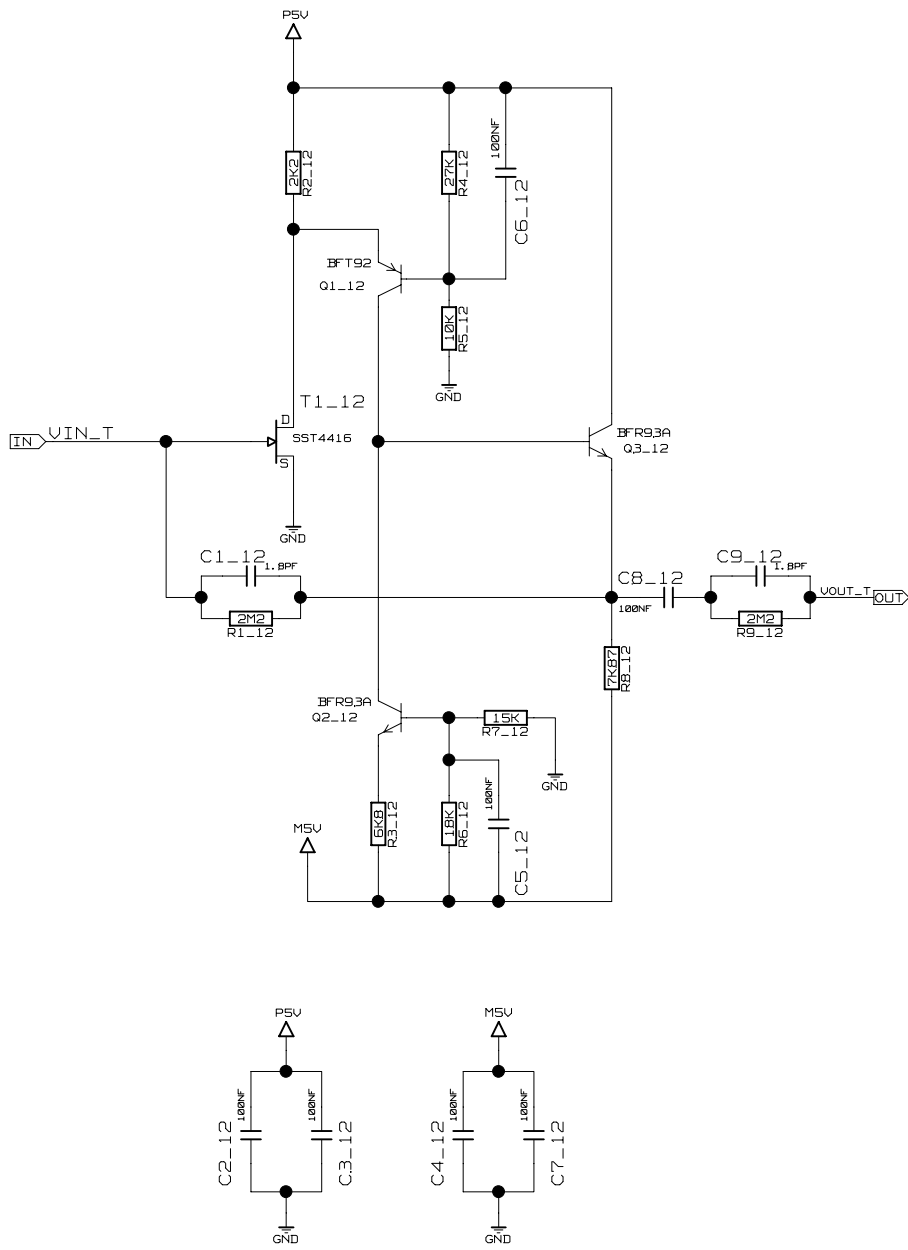 P5V
100NF
2K2
R2_12
27K
R4_12
C6_12
BFT92
Q1_12
10K
R5_12
GND
T1_12
D
SST4416
S
IN
VIN_T
BFR93A
Q3_12
GND
C1_12
1.8PF
2M2
R1_12
C8_12
100NF
C9_12
1.8PF
2M2
R9_12
VOUT_T
OUT
7K87
R8_12
BFR93A
Q2_12
15K
R7_12
GND
100NF
6K8
R3_12
18K
R6_12
C5_12
M5V
P5V
M5V
100NF
100NF
100NF
100NF
C2_12
C3_12
C4_12
C7_12
GND
GND